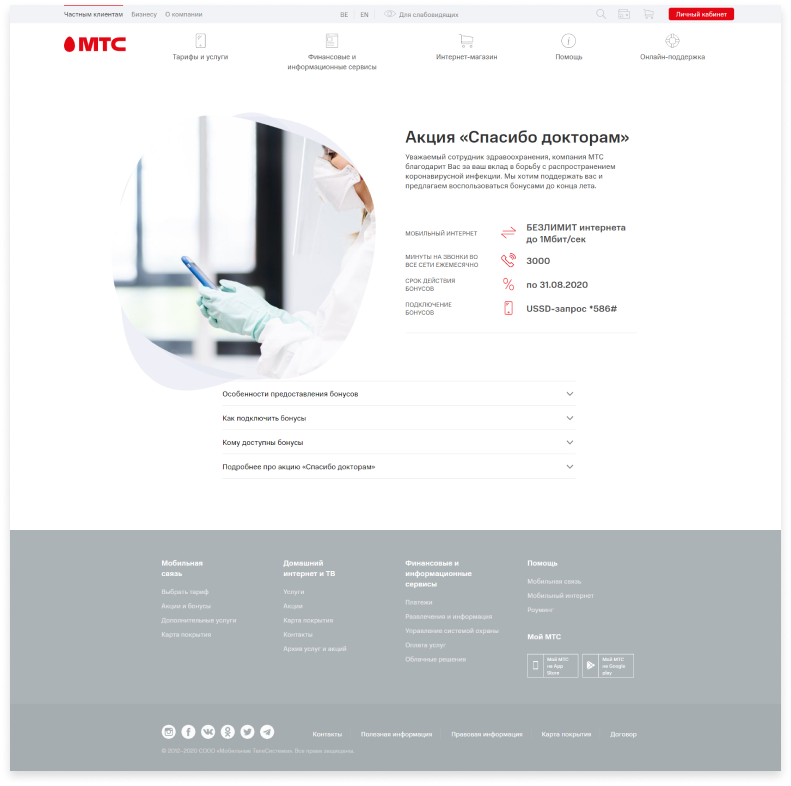 Частным клиентам Бизнесу О компании BE EN Для слабовидящих Личный кабинет
МТС
Тарифы и услуги
Финансовые и
информационные сервисы
Интернет-магазин
Помощь
Онлайн-поддержка
Акция «Спасибо докторам»
Уважаемый сотрудник здравоохранения, компания МТС
благодарит Вас за ваш вклад в борьбу с распространением
коронавирусной инфекции. Мы хотим поддержать вас и
предлагаем воспользоваться бонусами до конца лета.
МОБИЛЬНЫЙ ИНТЕРНЕТ
БЕЗЛИМИТ интернета
до 1Мбит/сек
МИНУТЫ НА ЗВОНКИ ВО
ВСЕ СЕТИ ЕЖЕМЕСЯЧНО
3000
СРОК ДЕЙСТВИЯ
БОНУСОВ
по 31.08.2020
ПОДКЛЮЧЕНИЕ
БОНУСОВ
USSD-запрос *586#
Особенности предоставления бонусов
Как подключить бонусы
Кому доступны бонусы
Подробнее про акцию «Спасибо докторам»
Мобильная
связь
Выбрать тариф
Акции и бонусы
Дополнительные услуги
Карта покрытия
Домашний
интернет и ТВ
Услуги
Акции
Карта покрытия
Контакты
Архив услуг и акций
Финансовые и
информационные
сервисы
Платежи
Развлечения и информация
Управление системой охраны
Оплата услуг
Облачные решения
Помощь
Мобильная связь
Мобильный интернет
Роуминг
Мой МТС
Мой МТС
на App
Store
Мой МТС
на Google
play
Контакты Полезная информация Правовая информация Карта покрытия Договор
© 2010-2020 СООО «Мобильные ТелеСистемы». Все права защищены.